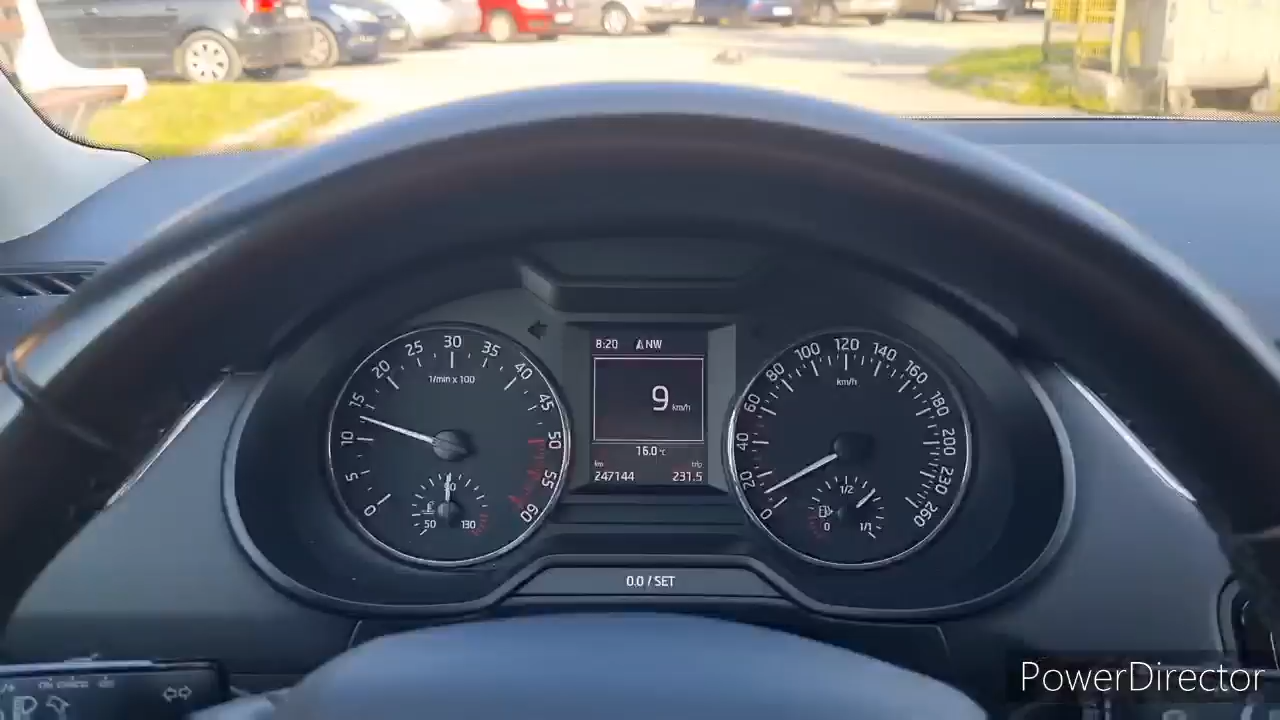 8:20 NW
9 km/h
16.0 °C
km trip
247144 231.5
0 5 10 15 20 25 30 35 40 45 50 55 60
1/min x 100
50 90 130
0 20 40 60 80 100 120 140 160 180 200 230 260
km/h
0 1/2 1/1
0.0 / SET
PowerDirector